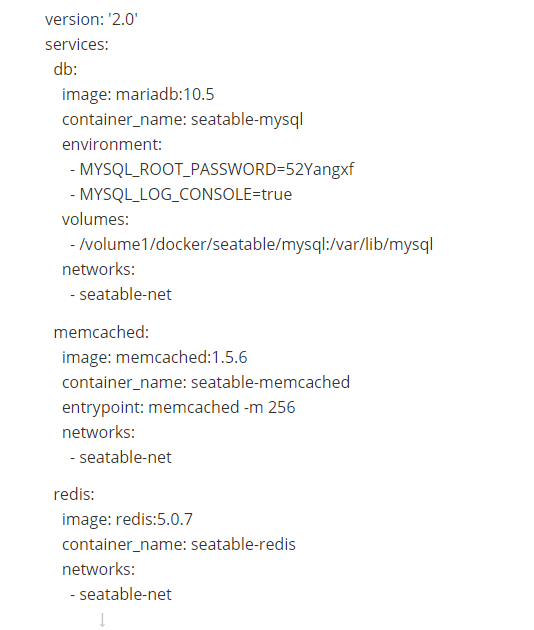 version: '2.0'
services:
db:
image: mariadb:10.5
container_name: seatable-mysql
environment:
- MYSQL_ROOT_PASSWORD=52Yangxf
- MYSQL_LOG_CONSOLE=true
volumes:
- /volume1/docker/seatable/mysql:/var/lib/mysql
networks:
- seatable-net
memcached:
image: memcached:1.5.6
container_name: seatable-memcached
entrypoint: memcached -m 256
networks:
- seatable-net
redis:
image: redis:5.0.7
container_name: seatable-redis
networks:
- seatable-net